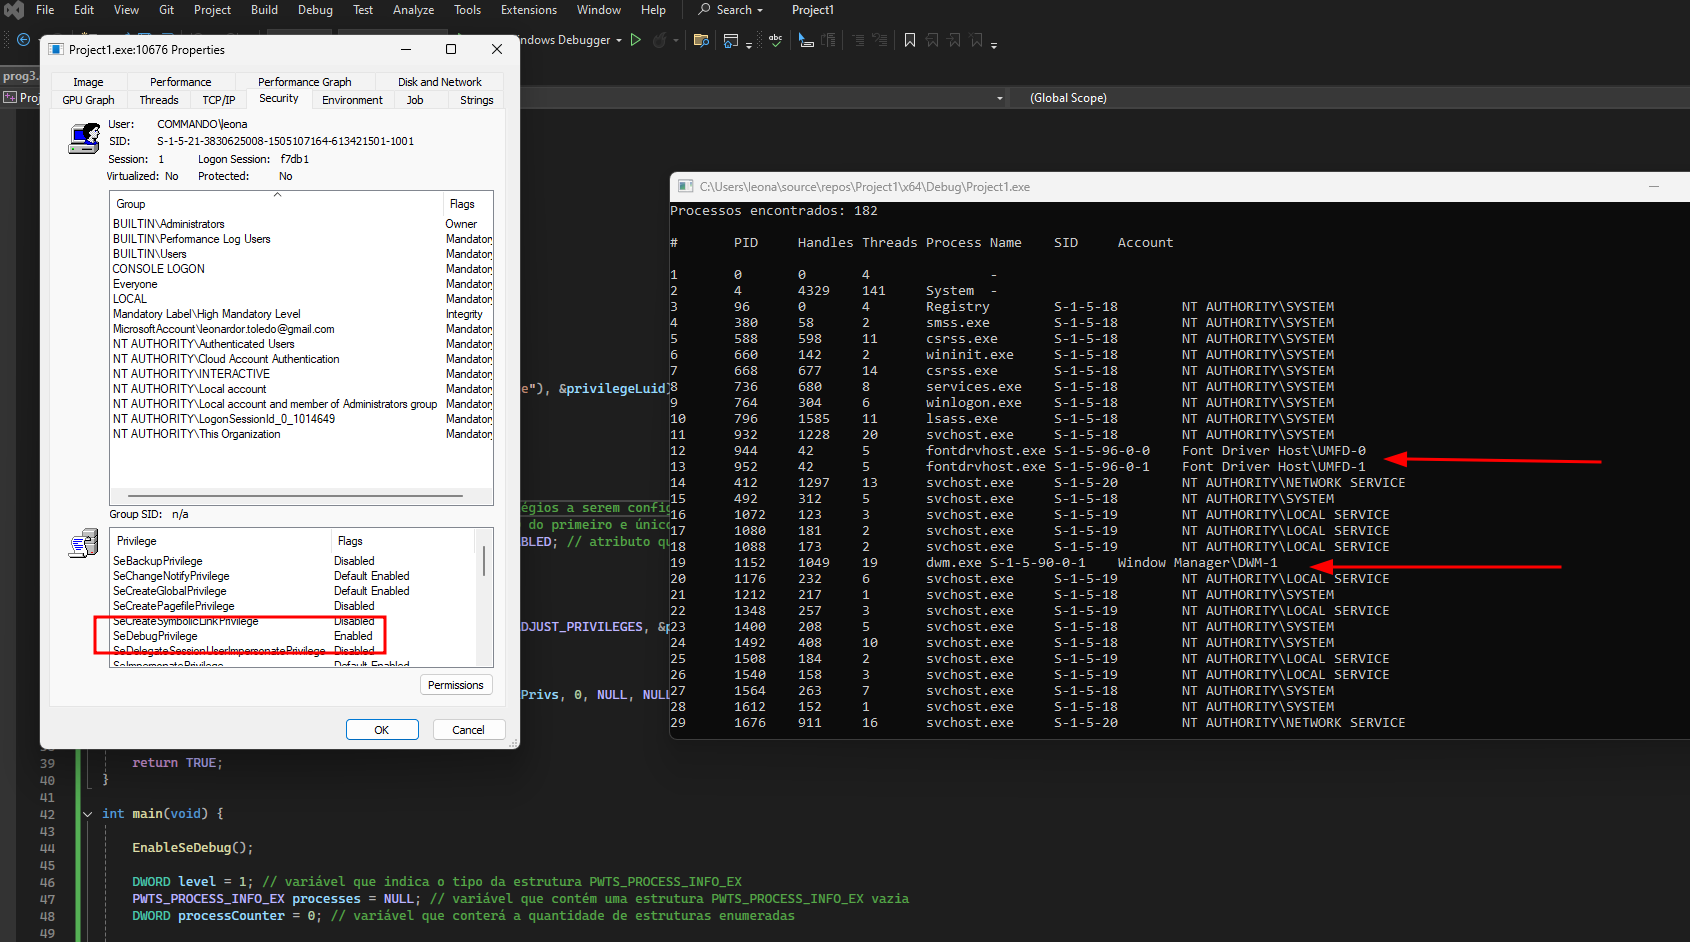 File Edit View Git Project Build Debug Test Analyze Tools Extensions Window Help Search Project1
ndows Debugger
prog3.
Proj
(Global Scope)
Project1.exe:10676 Properties
Image Performance Performance Graph Disk and Network
GPU Graph Threads TCP/IP Security Environment Job Strings
User: COMMANDO\leona
SID: S-1-5-21-3830625008-1505107164-613421501-1001
Session: 1 Logon Session: f7db1
Virtualized: No Protected: No
Group Flags
BUILTIN\Administrators Owner
BUILTIN\Performance Log Users Mandatory
BUILTIN\Users Mandatory
CONSOLE LOGON Mandatory
Everyone Mandatory
LOCAL Mandatory
Mandatory Label\High Mandatory Level Integrity
MicrosoftAccount\leonardor.toledo@gmail.com Mandatory
NT AUTHORITY\Authenticated Users Mandatory
NT AUTHORITY\Cloud Account Authentication Mandatory
NT AUTHORITY\INTERACTIVE Mandatory
NT AUTHORITY\Local account Mandatory
NT AUTHORITY\Local account and member of Administrators group Mandatory
NT AUTHORITY\LogonSessionId_0_1014649 Mandatory
NT AUTHORITY\This Organization Mandatory
Group SID: n/a
Privilege Flags
SeBackupPrivilege Disabled
SeChangeNotifyPrivilege Default Enabled
SeCreateGlobalPrivilege Default Enabled
SeCreatePagefilePrivilege Disabled
SeCreateSymbolicLinkPrivilege Disabled
SeDebugPrivilege Enabled
SeDelegateSessionUserImpersonatePrivilege Disabled
SeImpersonatePrivilege Default Enabled
Permissions
OK Cancel
e"), &privilegeLuid)
égios a serem config
do primeiro e único
BLED; // atributo qu
DJUST_PRIVILEGES, &p
Privs, 0, NULL, NULL
C:\Users\leona\source\repos\Project1\x64\Debug\Project1.exe
Processos encontrados: 182
# PID Handles Threads Process Name SID Account
1 0 0 4 -
2 4 4329 141 System -
3 96 0 4 Registry S-1-5-18 NT AUTHORITY\SYSTEM
4 380 58 2 smss.exe S-1-5-18 NT AUTHORITY\SYSTEM
5 588 598 11 csrss.exe S-1-5-18 NT AUTHORITY\SYSTEM
6 660 142 2 wininit.exe S-1-5-18 NT AUTHORITY\SYSTEM
7 668 677 14 csrss.exe S-1-5-18 NT AUTHORITY\SYSTEM
8 736 680 8 services.exe S-1-5-18 NT AUTHORITY\SYSTEM
9 764 304 6 winlogon.exe S-1-5-18 NT AUTHORITY\SYSTEM
10 796 1585 11 lsass.exe S-1-5-18 NT AUTHORITY\SYSTEM
11 932 1228 20 svchost.exe S-1-5-18 NT AUTHORITY\SYSTEM
12 944 42 5 fontdrvhost.exe S-1-5-96-0-0 Font Driver Host\UMFD-0
13 952 42 5 fontdrvhost.exe S-1-5-96-0-1 Font Driver Host\UMFD-1
14 412 1297 13 svchost.exe S-1-5-20 NT AUTHORITY\NETWORK SERVICE
15 492 312 5 svchost.exe S-1-5-18 NT AUTHORITY\SYSTEM
16 1072 123 3 svchost.exe S-1-5-19 NT AUTHORITY\LOCAL SERVICE
17 1080 181 2 svchost.exe S-1-5-19 NT AUTHORITY\LOCAL SERVICE
18 1088 173 2 svchost.exe S-1-5-19 NT AUTHORITY\LOCAL SERVICE
19 1152 1049 19 dwm.exe S-1-5-90-0-1 Window Manager\DWM-1
20 1176 232 6 svchost.exe S-1-5-19 NT AUTHORITY\LOCAL SERVICE
21 1212 217 1 svchost.exe S-1-5-18 NT AUTHORITY\SYSTEM
22 1348 257 3 svchost.exe S-1-5-19 NT AUTHORITY\LOCAL SERVICE
23 1400 208 5 svchost.exe S-1-5-18 NT AUTHORITY\SYSTEM
24 1492 408 10 svchost.exe S-1-5-18 NT AUTHORITY\SYSTEM
25 1508 184 2 svchost.exe S-1-5-19 NT AUTHORITY\LOCAL SERVICE
26 1540 158 3 svchost.exe S-1-5-19 NT AUTHORITY\LOCAL SERVICE
27 1564 263 7 svchost.exe S-1-5-18 NT AUTHORITY\SYSTEM
28 1612 152 1 svchost.exe S-1-5-18 NT AUTHORITY\SYSTEM
29 1676 911 16 svchost.exe S-1-5-20 NT AUTHORITY\NETWORK SERVICE
39 return TRUE;
40 }
41
42 int main(void) {
43
44 EnableSeDebug();
45
46 DWORD level = 1; // variável que indica o tipo da estrutura PWTS_PROCESS_INFO_EX
47 PWTS_PROCESS_INFO_EX processes = NULL; // variável que contém uma estrutura PWTS_PROCESS_INFO_EX vazia
48 DWORD processCounter = 0; // variável que conterá a quantidade de estruturas enumeradas
49